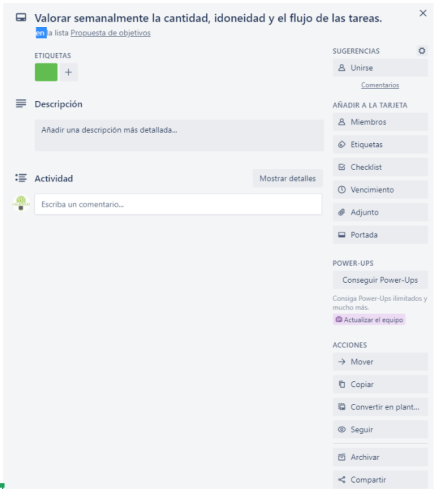 Valorar semanalmente la cantidad, idoneidad y el flujo de las tareas.
en la lista Propuesta de objetivos
ETIQUETAS
+
Descripción
Añadir una descripción más detallada...
Actividad
Mostrar detalles
Escriba un comentario...
SUGERENCIAS
Unirse
Comentarios
AÑADIR A LA TARJETA
Miembros
Etiquetas
Checklist
Vencimiento
Adjunto
Portada
POWER-UPS
Conseguir Power-Ups
Consiga Power-Ups ilimitados y
mucho más.
Actualizar el equipo
ACCIONES
Mover
Copiar
Convertir en plant...
Seguir
Archivar
Compartir